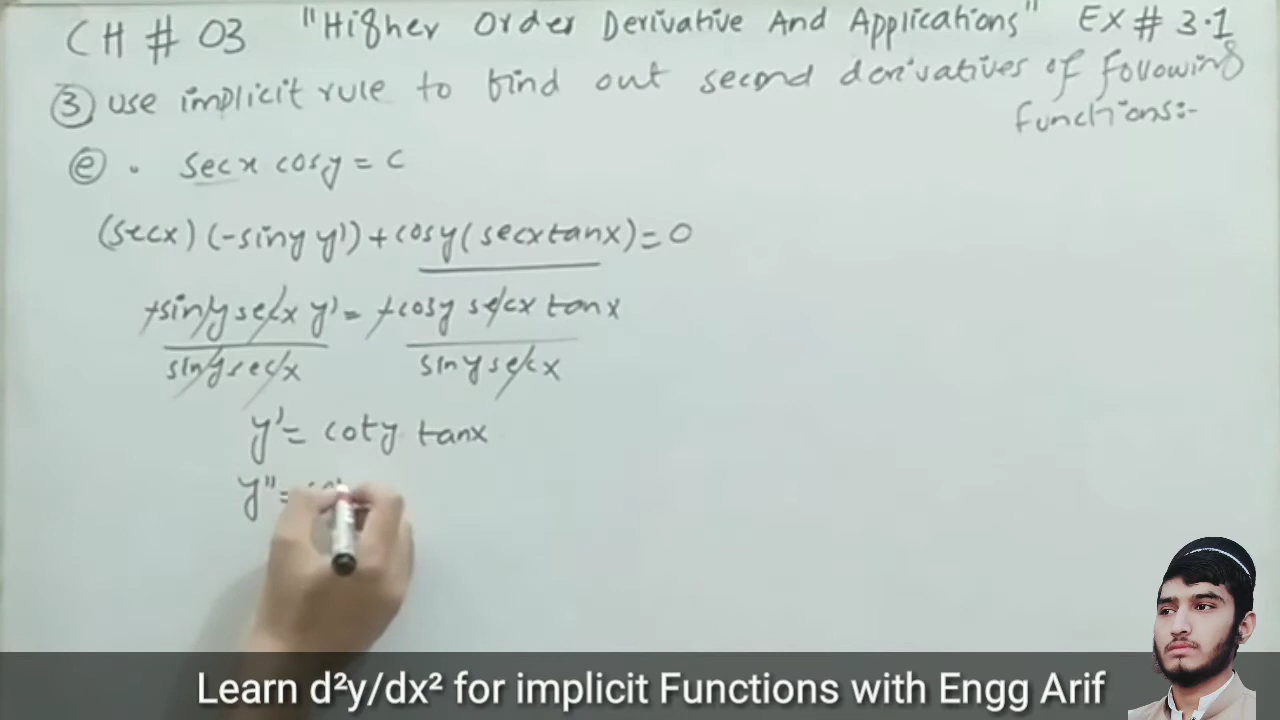 CH # 03 "Higher Order Derivative And Applications" EX # 3.1
③ use implicit rule to find out second derivatives of following
functions:-
ⓔ . secx cosy = c
(secx) (-siny y') + cosy (secxtanx) = 0
+siny secx y' = +cosy secx tanx
siny secx siny secx
y' = coty tanx
y" =
Learn d²y/dx² for implicit Functions with Engg Arif